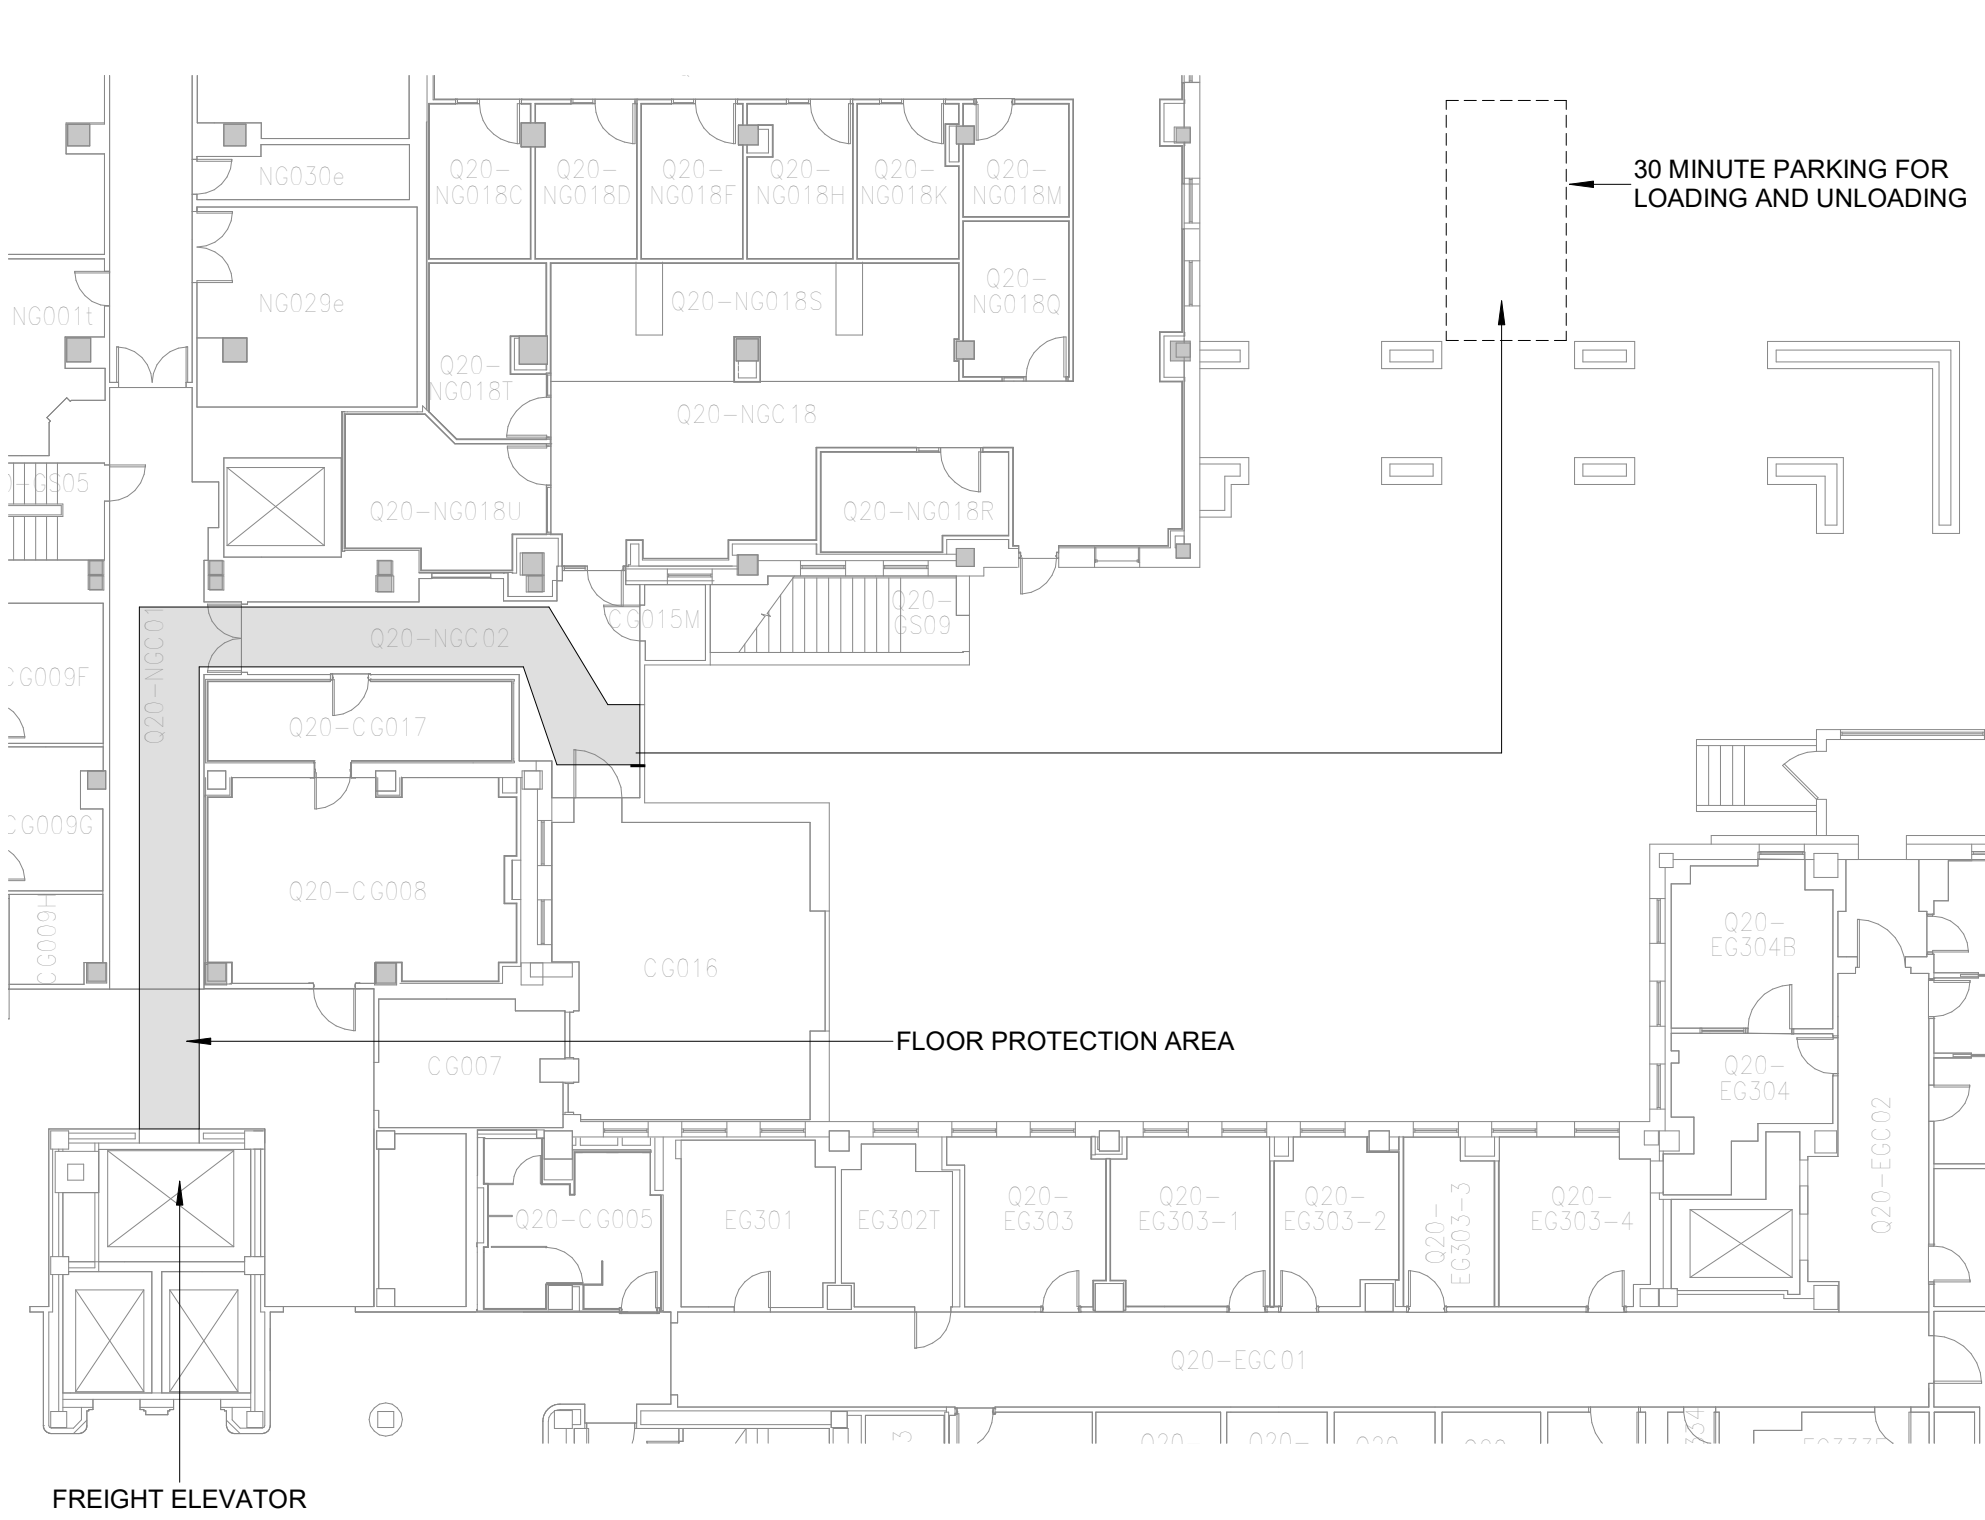 30 MINUTE PARKING FOR
LOADING AND UNLOADING
NG030e
Q20-
NG018C
Q20-
NG018D
Q20-
NG018F
Q20-
NG018H
Q20-
NG018K
Q20-
NG018M
NG029e
NG001t
Q20-NG018S
Q20-
NG018Q
Q20-
NG018T
Q20-NGC18
-GS05
Q20-NG018U
Q20-NG018R
Q20-NGC01
Q20-NGC02
CG015M
Q20-
GS09
CG009F
Q20-CG017
CG009G
Q20-CG008
CG009H
CG016
Q20-
EG304B
FLOOR PROTECTION AREA
CG007
Q20-
EG304
Q20-EGC02
Q20-CG005
EG301
EG302T
Q20-
EG303
Q20-
EG303-1
Q20-
EG303-2
Q20-
EG303-3
Q20-
EG303-4
Q20-EGC01
FREIGHT ELEVATOR